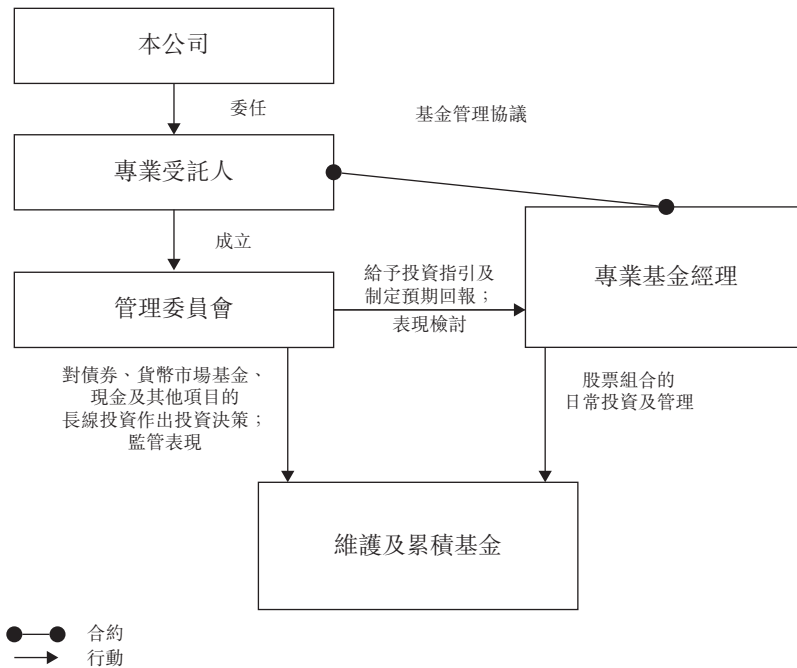 本公司
委任
基金管理協議
專業受託人
成立
專業基金經理
給予投資指引及
制定預期回報；
表現檢討
管理委員會
對債券、貨幣市場基金、
現金及其他項目的
長線投資作出投資決策；
監管表現
股票組合的
日常投資及管理
維護及累積基金
合約
行動